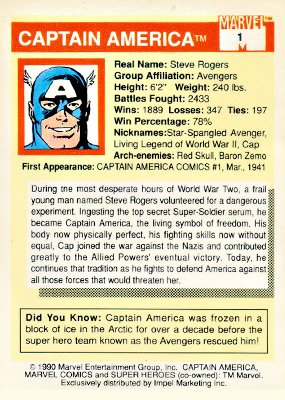 MARVEL™
1
M
CAPTAIN AMERICA™
Real Name: Steve Rogers
Group Affiliation: Avengers
Height: 6'2" Weight: 240 lbs.
Battles Fought: 2433
Wins: 1889 Losses: 347 Ties: 197
Win Percentage: 78%
Nicknames:Star-Spangled Avenger,
Living Legend of World War II, Cap
Arch-enemies: Red Skull, Baron Zemo
First Appearance: CAPTAIN AMERICA COMICS #1, Mar., 1941
During the most desperate hours of World War Two, a frail
young man named Steve Rogers volunteered for a dangerous
experiment. Ingesting the top secret Super-Soldier serum, he
became Captain America, the living symbol of freedom. His
body now physically perfect, his fighting skills now without
equal, Cap joined the war against the Nazis and contributed
greatly to the Allied Powers' eventual victory. Today, he
continues that tradition as he fights to defend America against
all those forces that would threaten her.
Did You Know: Captain America was frozen in a
block of ice in the Arctic for over a decade before the
super hero team known as the Avengers rescued him!
© 1990 Marvel Entertainment Group, Inc. CAPTAIN AMERICA,
MARVEL COMICS and SUPER HEROES (co-owned): TM Marvel.
Exclusively distributed by Impel Marketing Inc.